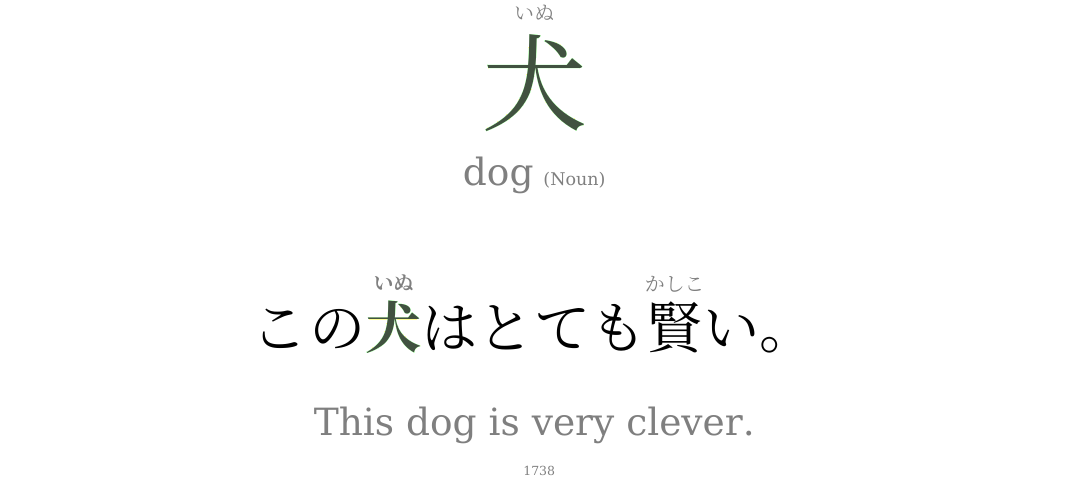 いぬ
犬
dog (Noun)
いぬ かしこ
この犬はとても賢い。
This dog is very clever.
1738